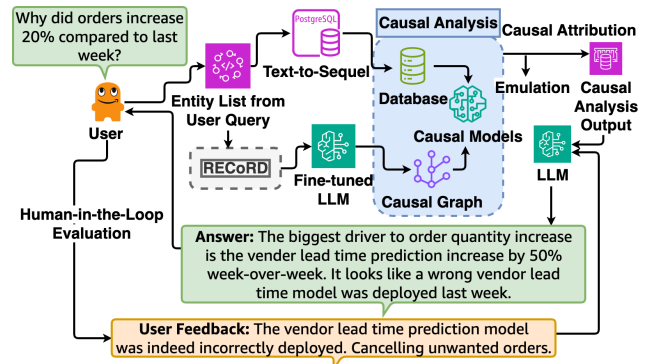 Why did orders increase
20% compared to last
week?
User
Entity List from
User Query
PostgreSQL
Text-to-Sequel
Causal Analysis
Database
Causal Models
Causal Graph
RECoRD
Fine-tuned
LLM
Causal Attribution
Emulation
Causal
Analysis
Output
LLM
Human-in-the-Loop
Evaluation
Answer: The biggest driver to order quantity increase
is the vender lead time prediction increase by 50%
week-over-week. It looks like a wrong vendor lead
time model was deployed last week.
User Feedback: The vendor lead time prediction model
was indeed incorrectly deployed. Cancelling unwanted orders.